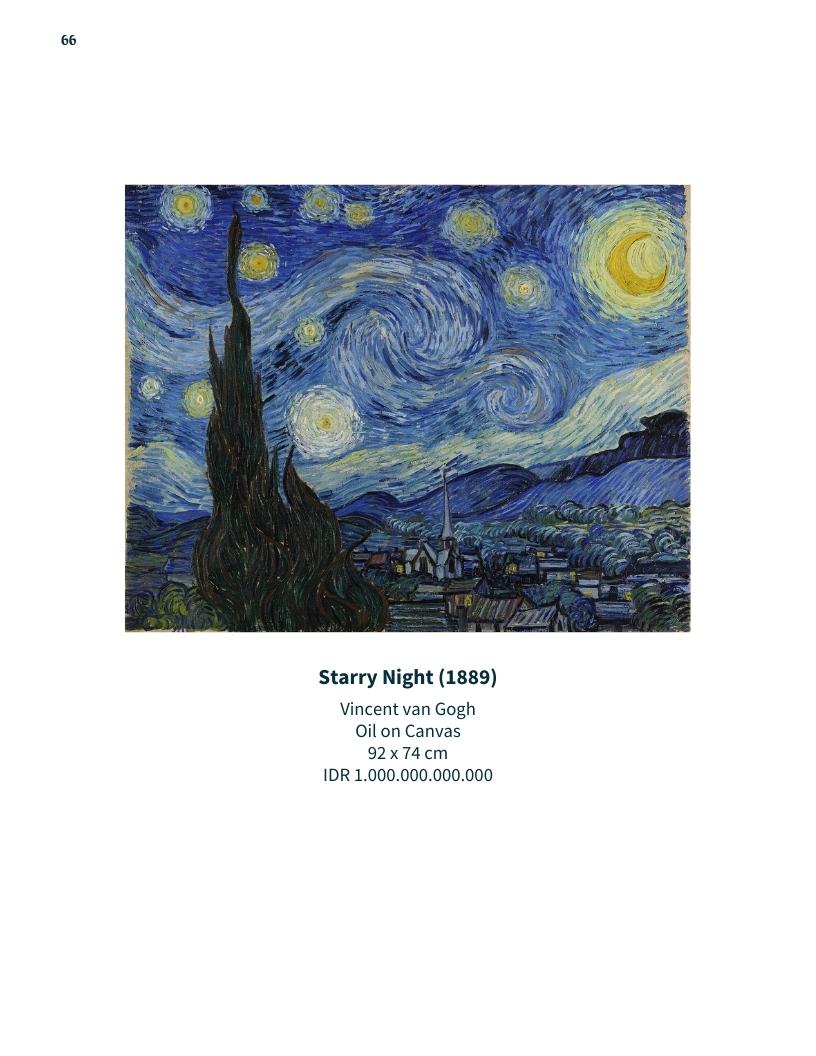 66
Starry Night (1889)
Vincent van Gogh
Oil on Canvas
92 x 74 cm
IDR 1.000.000.000.000